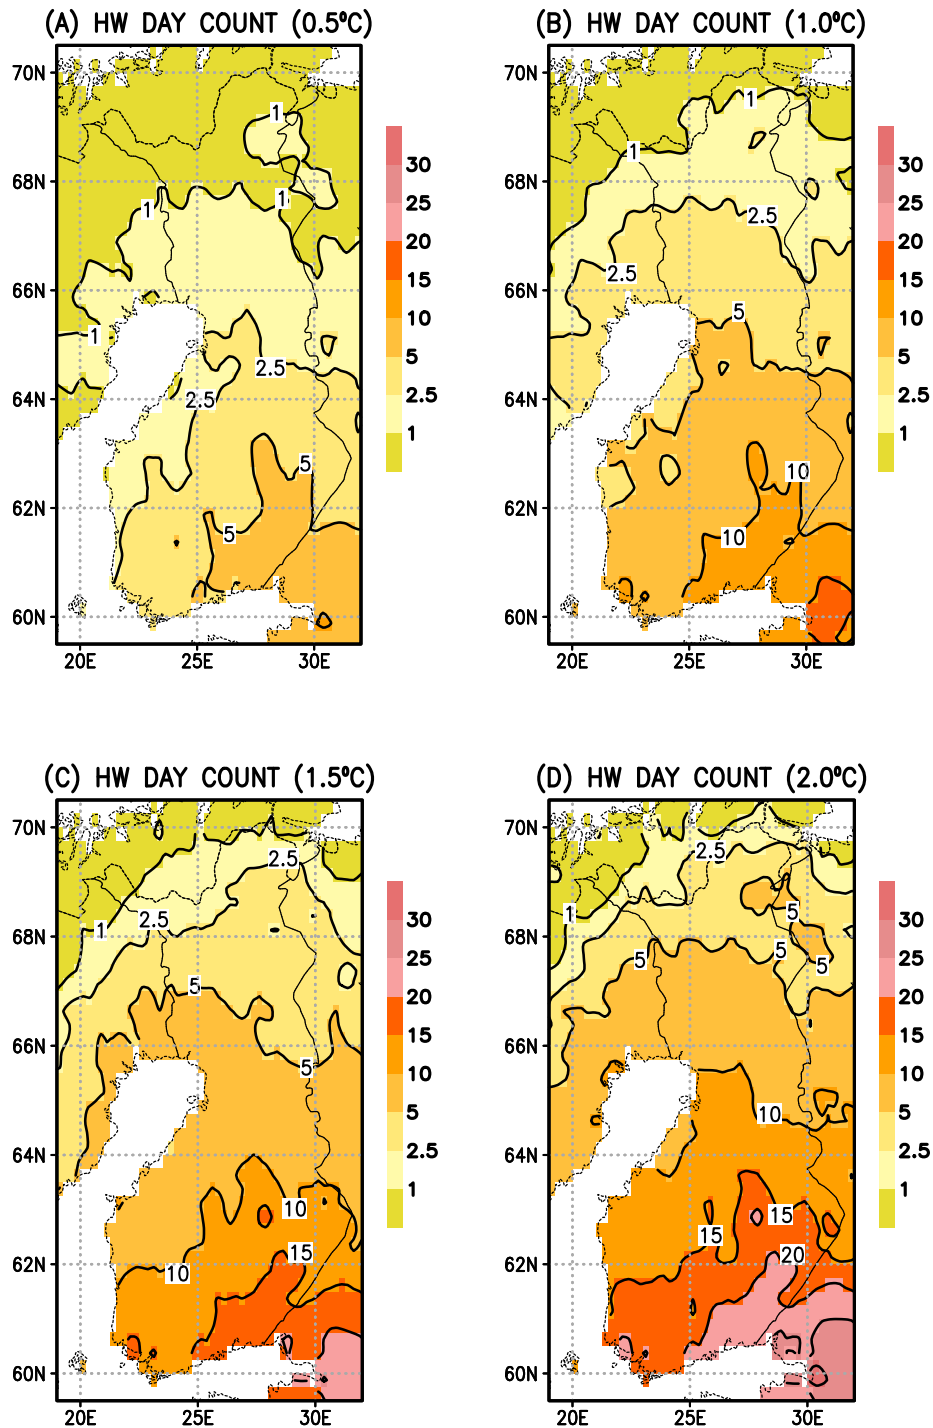 (A) HW DAY COUNT (0.5ºC)
70N
68N
66N
64N
62N
60N
20E 25E 30E
1
1
1
1
2.5
2.5
5
5
30
25
20
15
10
5
2.5
1
(B) HW DAY COUNT (1.0ºC)
70N
68N
66N
64N
62N
60N
20E 25E 30E
1
1
2.5
2.5
5
10
10
30
25
20
15
10
5
2.5
1
(C) HW DAY COUNT (1.5ºC)
70N
68N
66N
64N
62N
60N
20E 25E 30E
2.5
2.5
1
5
5
10
15
10
30
25
20
15
10
5
2.5
1
(D) HW DAY COUNT (2.0ºC)
70N
68N
66N
64N
62N
60N
20E 25E 30E
2.5
1
5
5
5
5
10
15
15
20
30
25
20
15
10
5
2.5
1